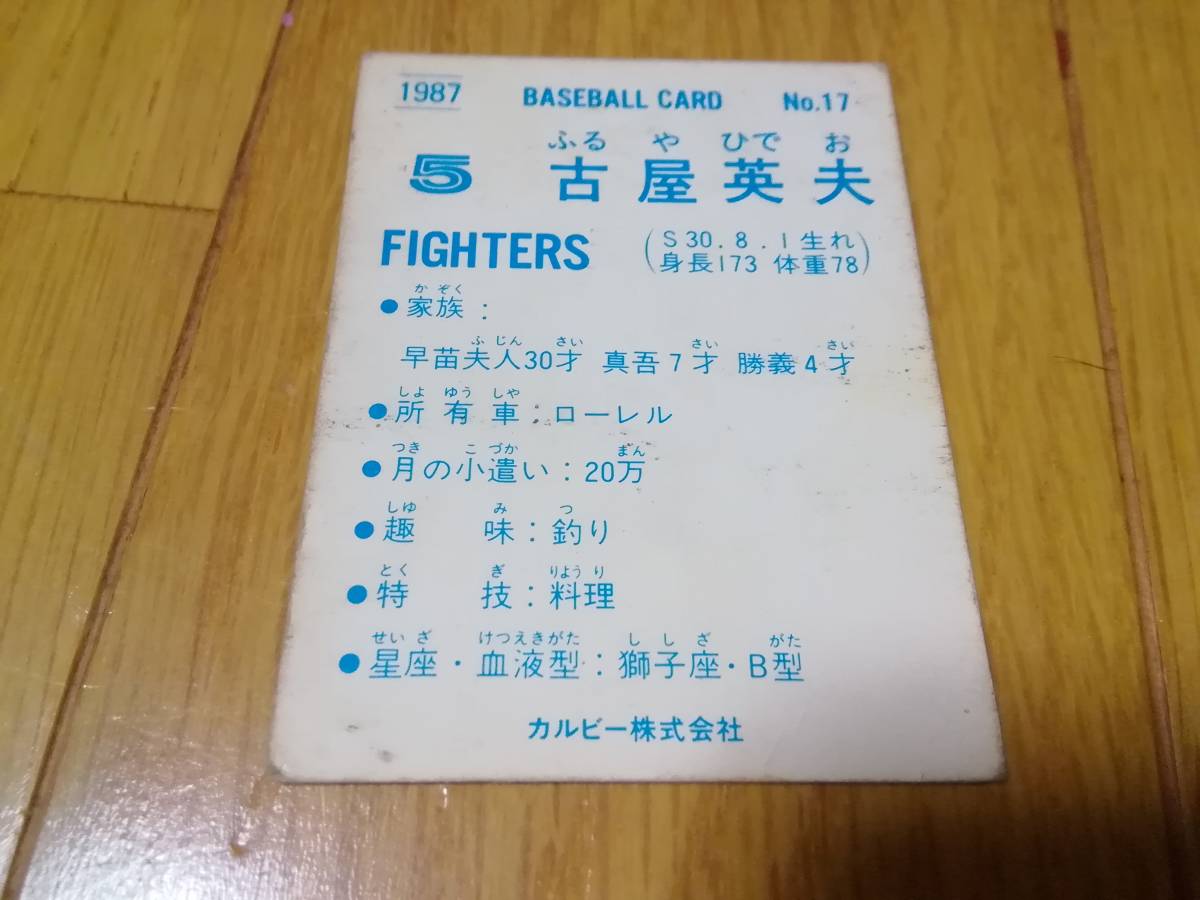 1987 BASEBALL CARD No.17
ふる や ひで お
5 古屋英夫
FIGHTERS
(S30.8.1生れ
身長173 体重78)
か ぞく
●家族:
ふ じん さい さい さい
早苗夫人30才 真吾7才 勝義4才
しよ ゆう しや
●所有車:ローレル
つき こ づか まん
●月の小遣い:20万
しゆ み つ
●趣 味:釣り
とく ぎ りよう り
●特 技:料理
せい ざ けつえきがた し し ざ がた
●星座・血液型:獅子座・B型
カルビー株式会社